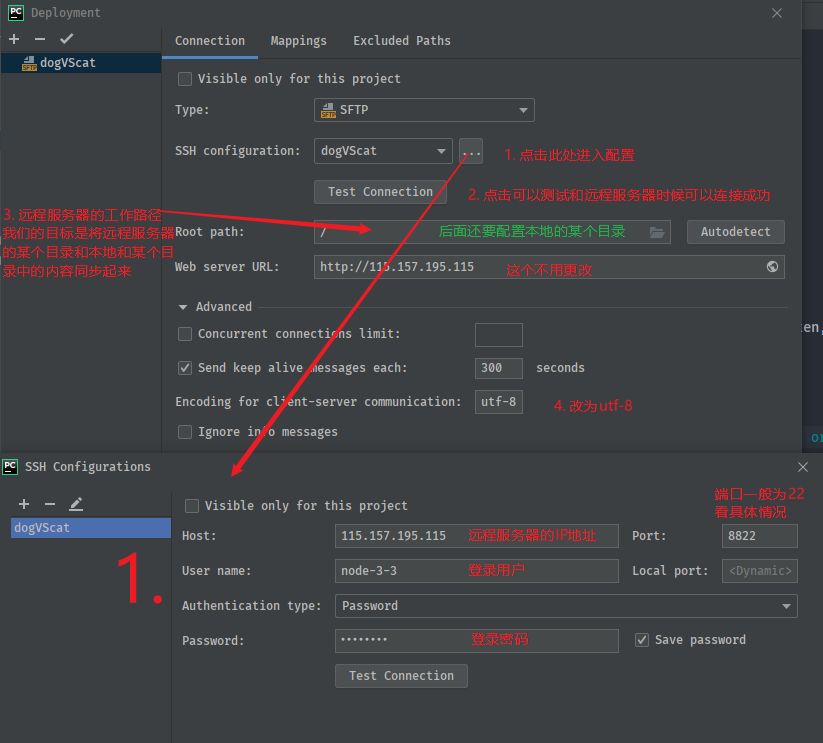 PC Deployment
Connection Mappings Excluded Paths
SFTP dogVScat
Visible only for this project
Type: SFTP SFTP
SSH configuration: dogVScat ... 1. 点击此处进入配置
Test Connection 2. 点击可以测试和远程服务器时候可以连接成功
3. 远程服务器的工作路径
我们的目标是将远程服务器
的某个目录和本地和某个目
录中的内容同步起来
Root path: / 后面还要配置本地的某个目录 Autodetect
Web server URL: http://115.157.195.115 这个不用更改
Advanced
Concurrent connections limit:
en,
Send keep alive messages each: 300 seconds
Encoding for client-server communication: utf-8 4. 改为utf-8
Ignore info messages
or
PC SSH Configurations
端口一般为22
看具体情况
Visible only for this project
dogVScat
1.
Host: 115.157.195.115 远程服务器的IP地址 Port: 8822
User name: node-3-3 登录用户 Local port: <Dynamic>
Authentication type: Password
Password: •••••••• 登录密码 Save password
Test Connection